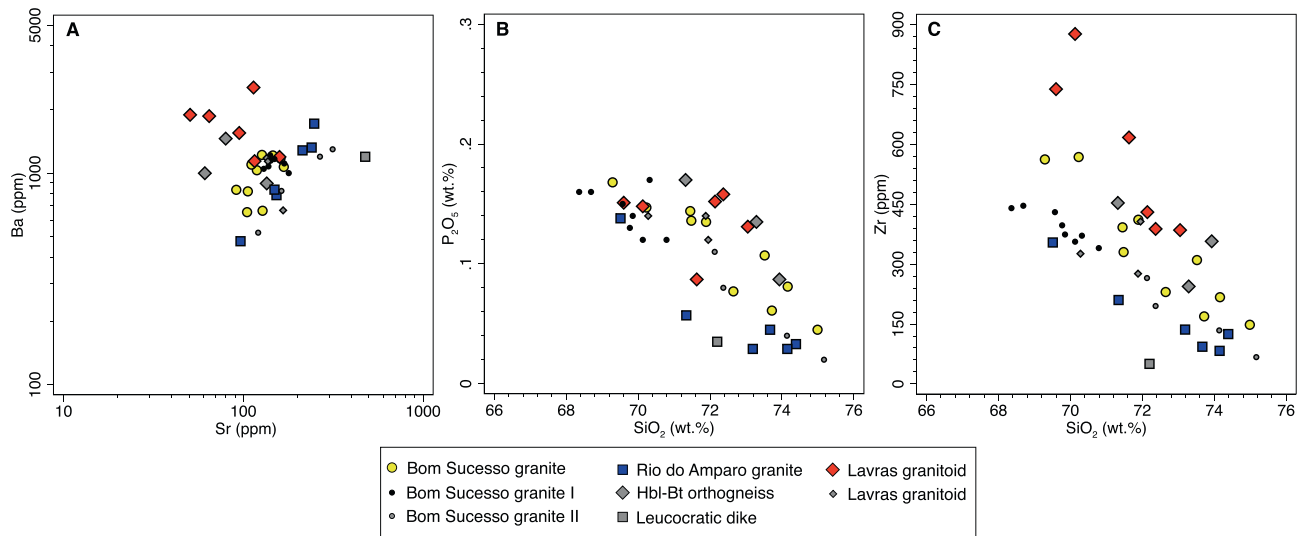 A
Ba (ppm)
5000
1000
100
10
100
1000
Sr (ppm)
B
P2O5 (wt.%)
.3
.2
.1
0
66
68
70
72
74
76
SiO2 (wt.%)
C
Zr (ppm)
900
750
600
450
300
150
0
66
68
70
72
74
76
SiO2 (wt.%)
Bom Sucesso granite
Bom Sucesso granite I
Bom Sucesso granite II
Rio do Amparo granite
Hbl-Bt orthogneiss
Leucocratic dike
Lavras granitoid
Lavras granitoid